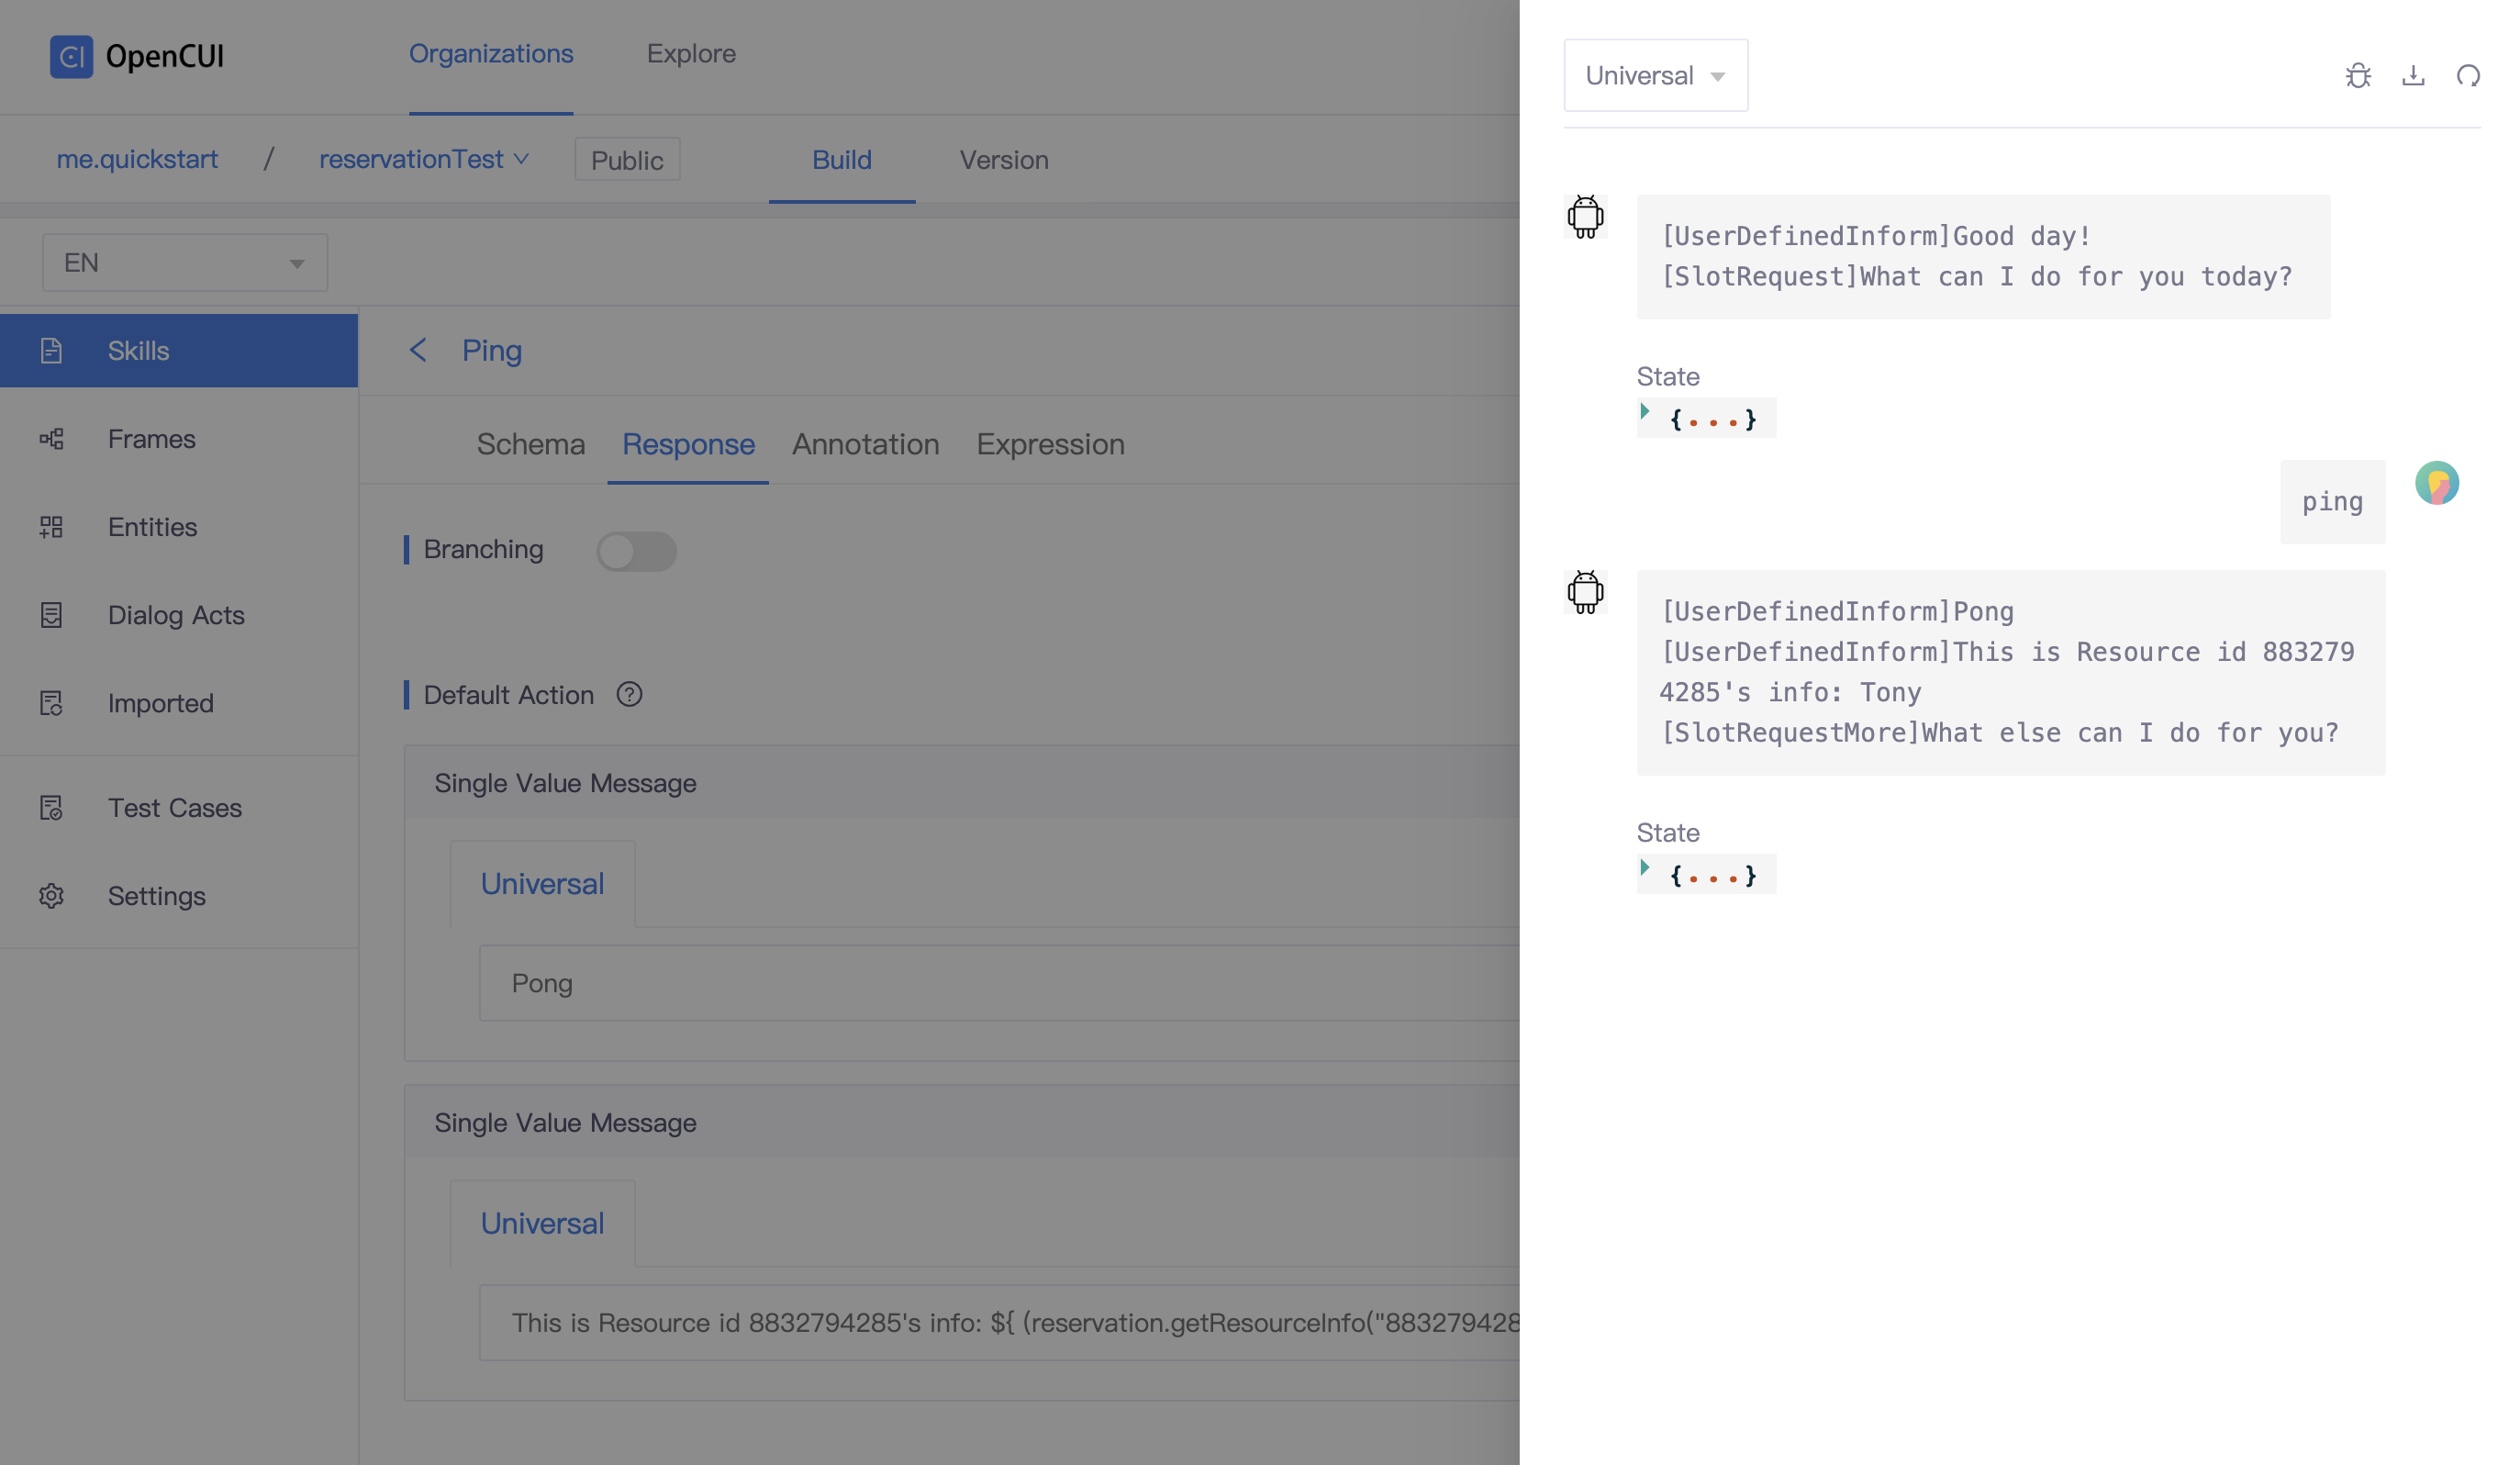 CI OpenCUI
Organizations
Explore
me.quickstart / reservationTest
Public
Build
Version
EN
Skills
Frames
Entities
Dialog Acts
Imported
Test Cases
Settings
Ping
Schema
Response
Annotation
Expression
Branching
Default Action ?
Single Value Message
Universal
Pong
Single Value Message
Universal
This is Resource id 8832794285's info: ${ (reservation.getResourceInfo("883279428
Universal
[UserDefinedInform]Good day!
[SlotRequest]What can I do for you today?
State
{...}
ping
[UserDefinedInform]Pong
[UserDefinedInform]This is Resource id 883279
4285's info: Tony
[SlotRequestMore]What else can I do for you?
State
{...}